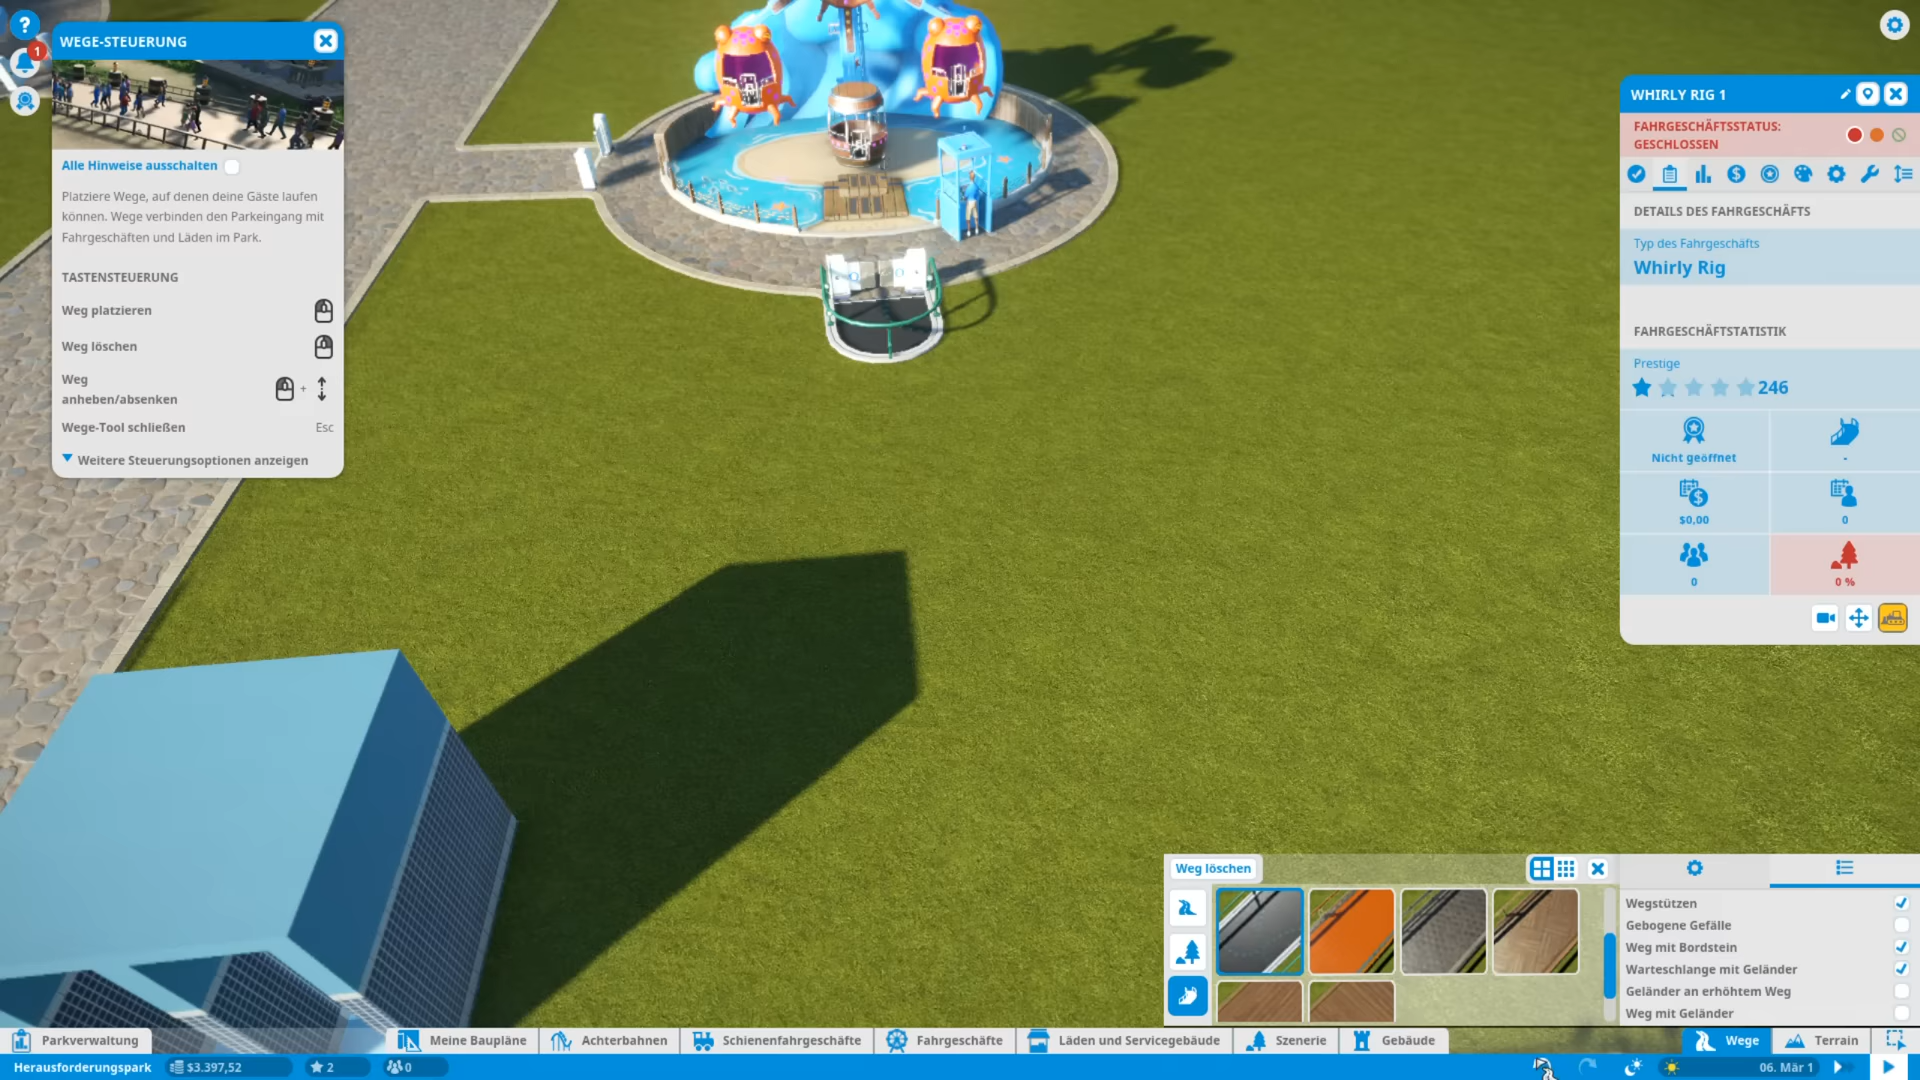 ?
1
WEGE-STEUERUNG
Alle Hinweise ausschalten
Platziere Wege, auf denen deine Gäste laufen
können. Wege verbinden den Parkeingang mit
Fahrgeschäften und Läden im Park.
TASTENSTEUERUNG
Weg platzieren
Weg löschen
Weg
anheben/absenken
+
Wege-Tool schließen
Esc
Weitere Steuerungsoptionen anzeigen
WHIRLY RIG 1
FAHRGESCHÄFTSSTATUS:
GESCHLOSSEN
DETAILS DES FAHRGESCHÄFTS
Typ des Fahrgeschäfts
Whirly Rig
FAHRGESCHÄFTSTATISTIK
Prestige
246
Nicht geöffnet
-
$0,00
0
0
0 %
Weg löschen
Wegstützen
Gebogene Gefälle
Weg mit Bordstein
Warteschlange mit Geländer
Geländer an erhöhtem Weg
Weg mit Geländer
Parkverwaltung
Meine Baupläne
Achterbahnen
Schienenfahrgeschäfte
Fahrgeschäfte
Läden und Servicegebäude
Szenerie
Gebäude
Wege
Terrain
Herausforderungspark
$3.397,52
2
0
06. Mär 1